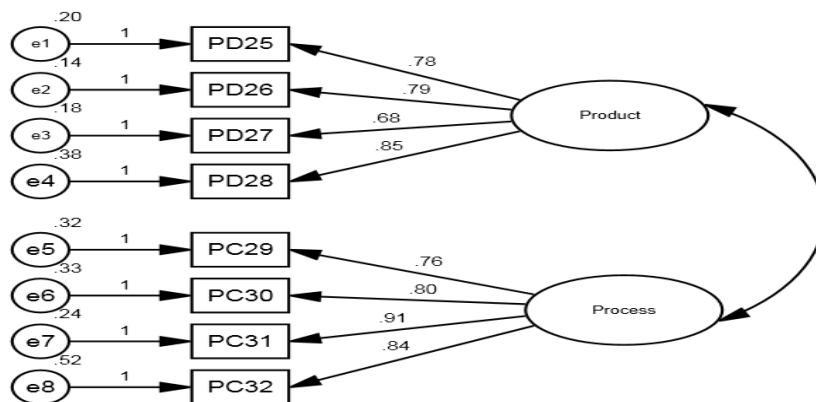 .20
e1 1 PD25
.78
.14
e2 1 PD26
.79
Product
.18
e3 1 PD27
.68
.38
e4 1 PD28
.85
.32
e5 1 PC29
.76
.33
e6 1 PC30
.80
Process
.24
e7 1 PC31
.91
.52
e8 1 PC32
.84